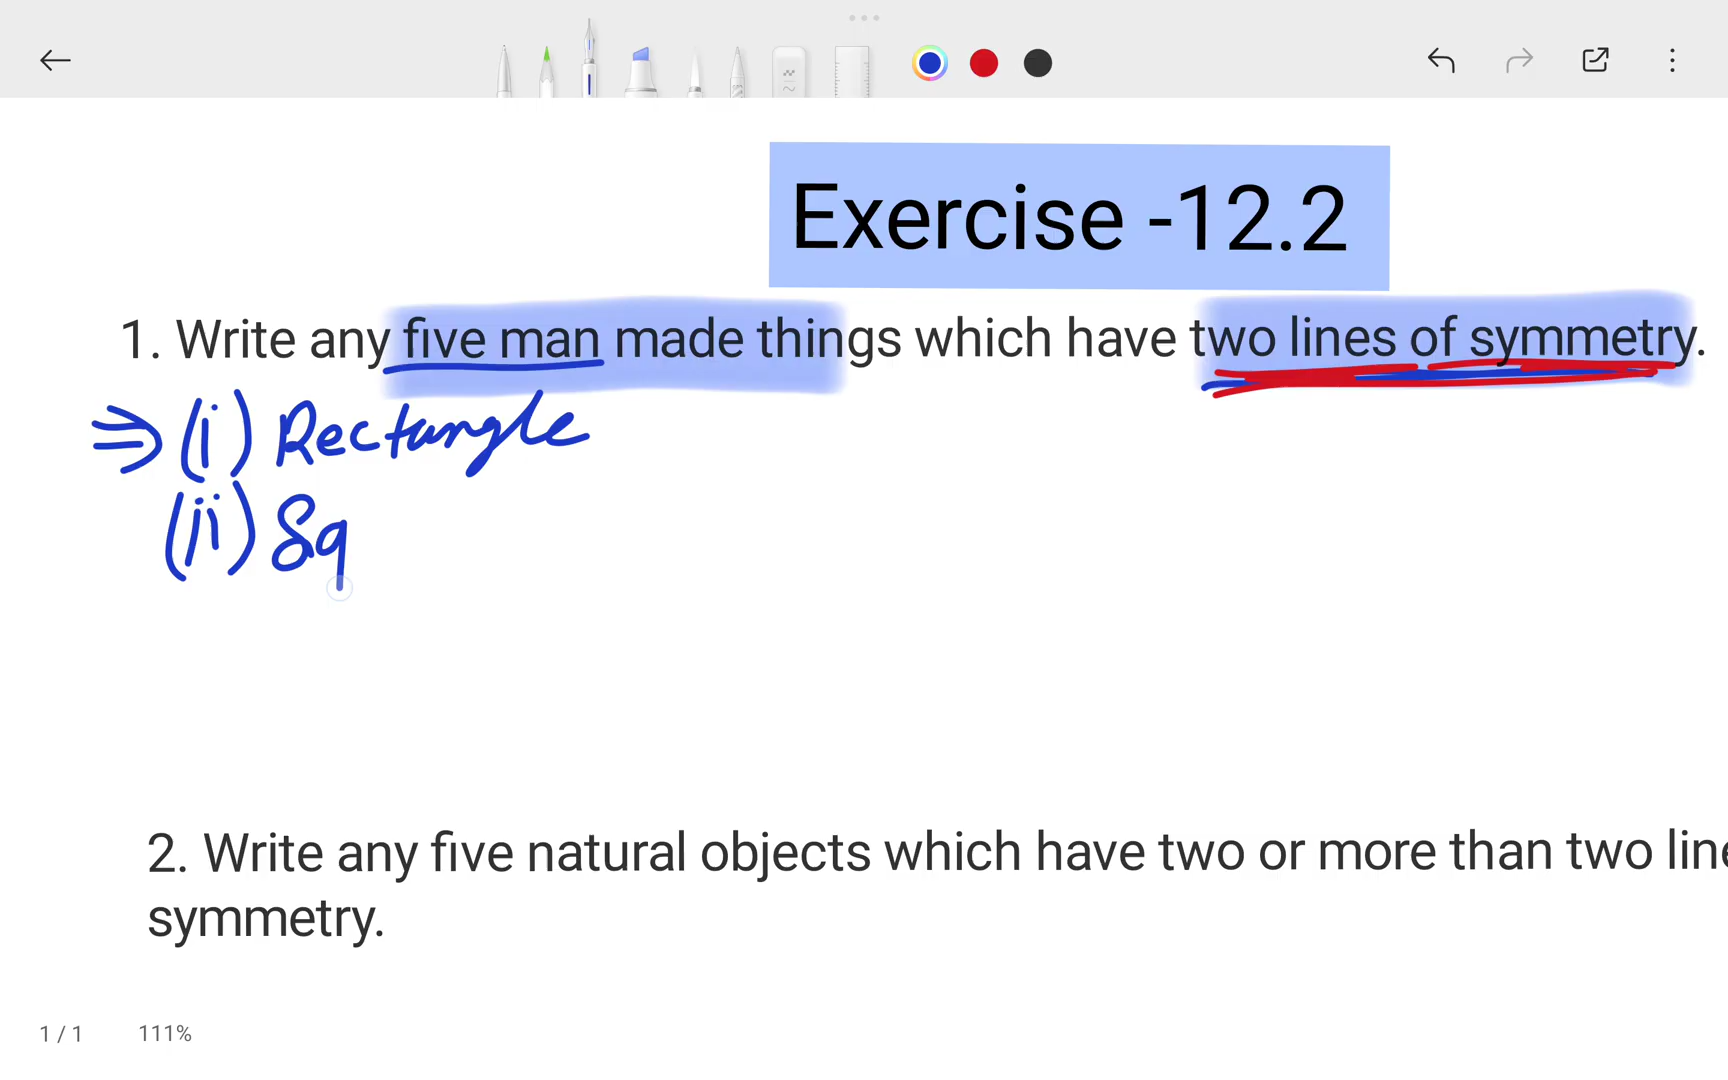 Exercise -12.2
1. Write any five man made things which have two lines of symmetry.
⇒ (i) Rectangle
(ii) Sq
2. Write any five natural objects which have two or more than two line
symmetry.
1 / 1 111%